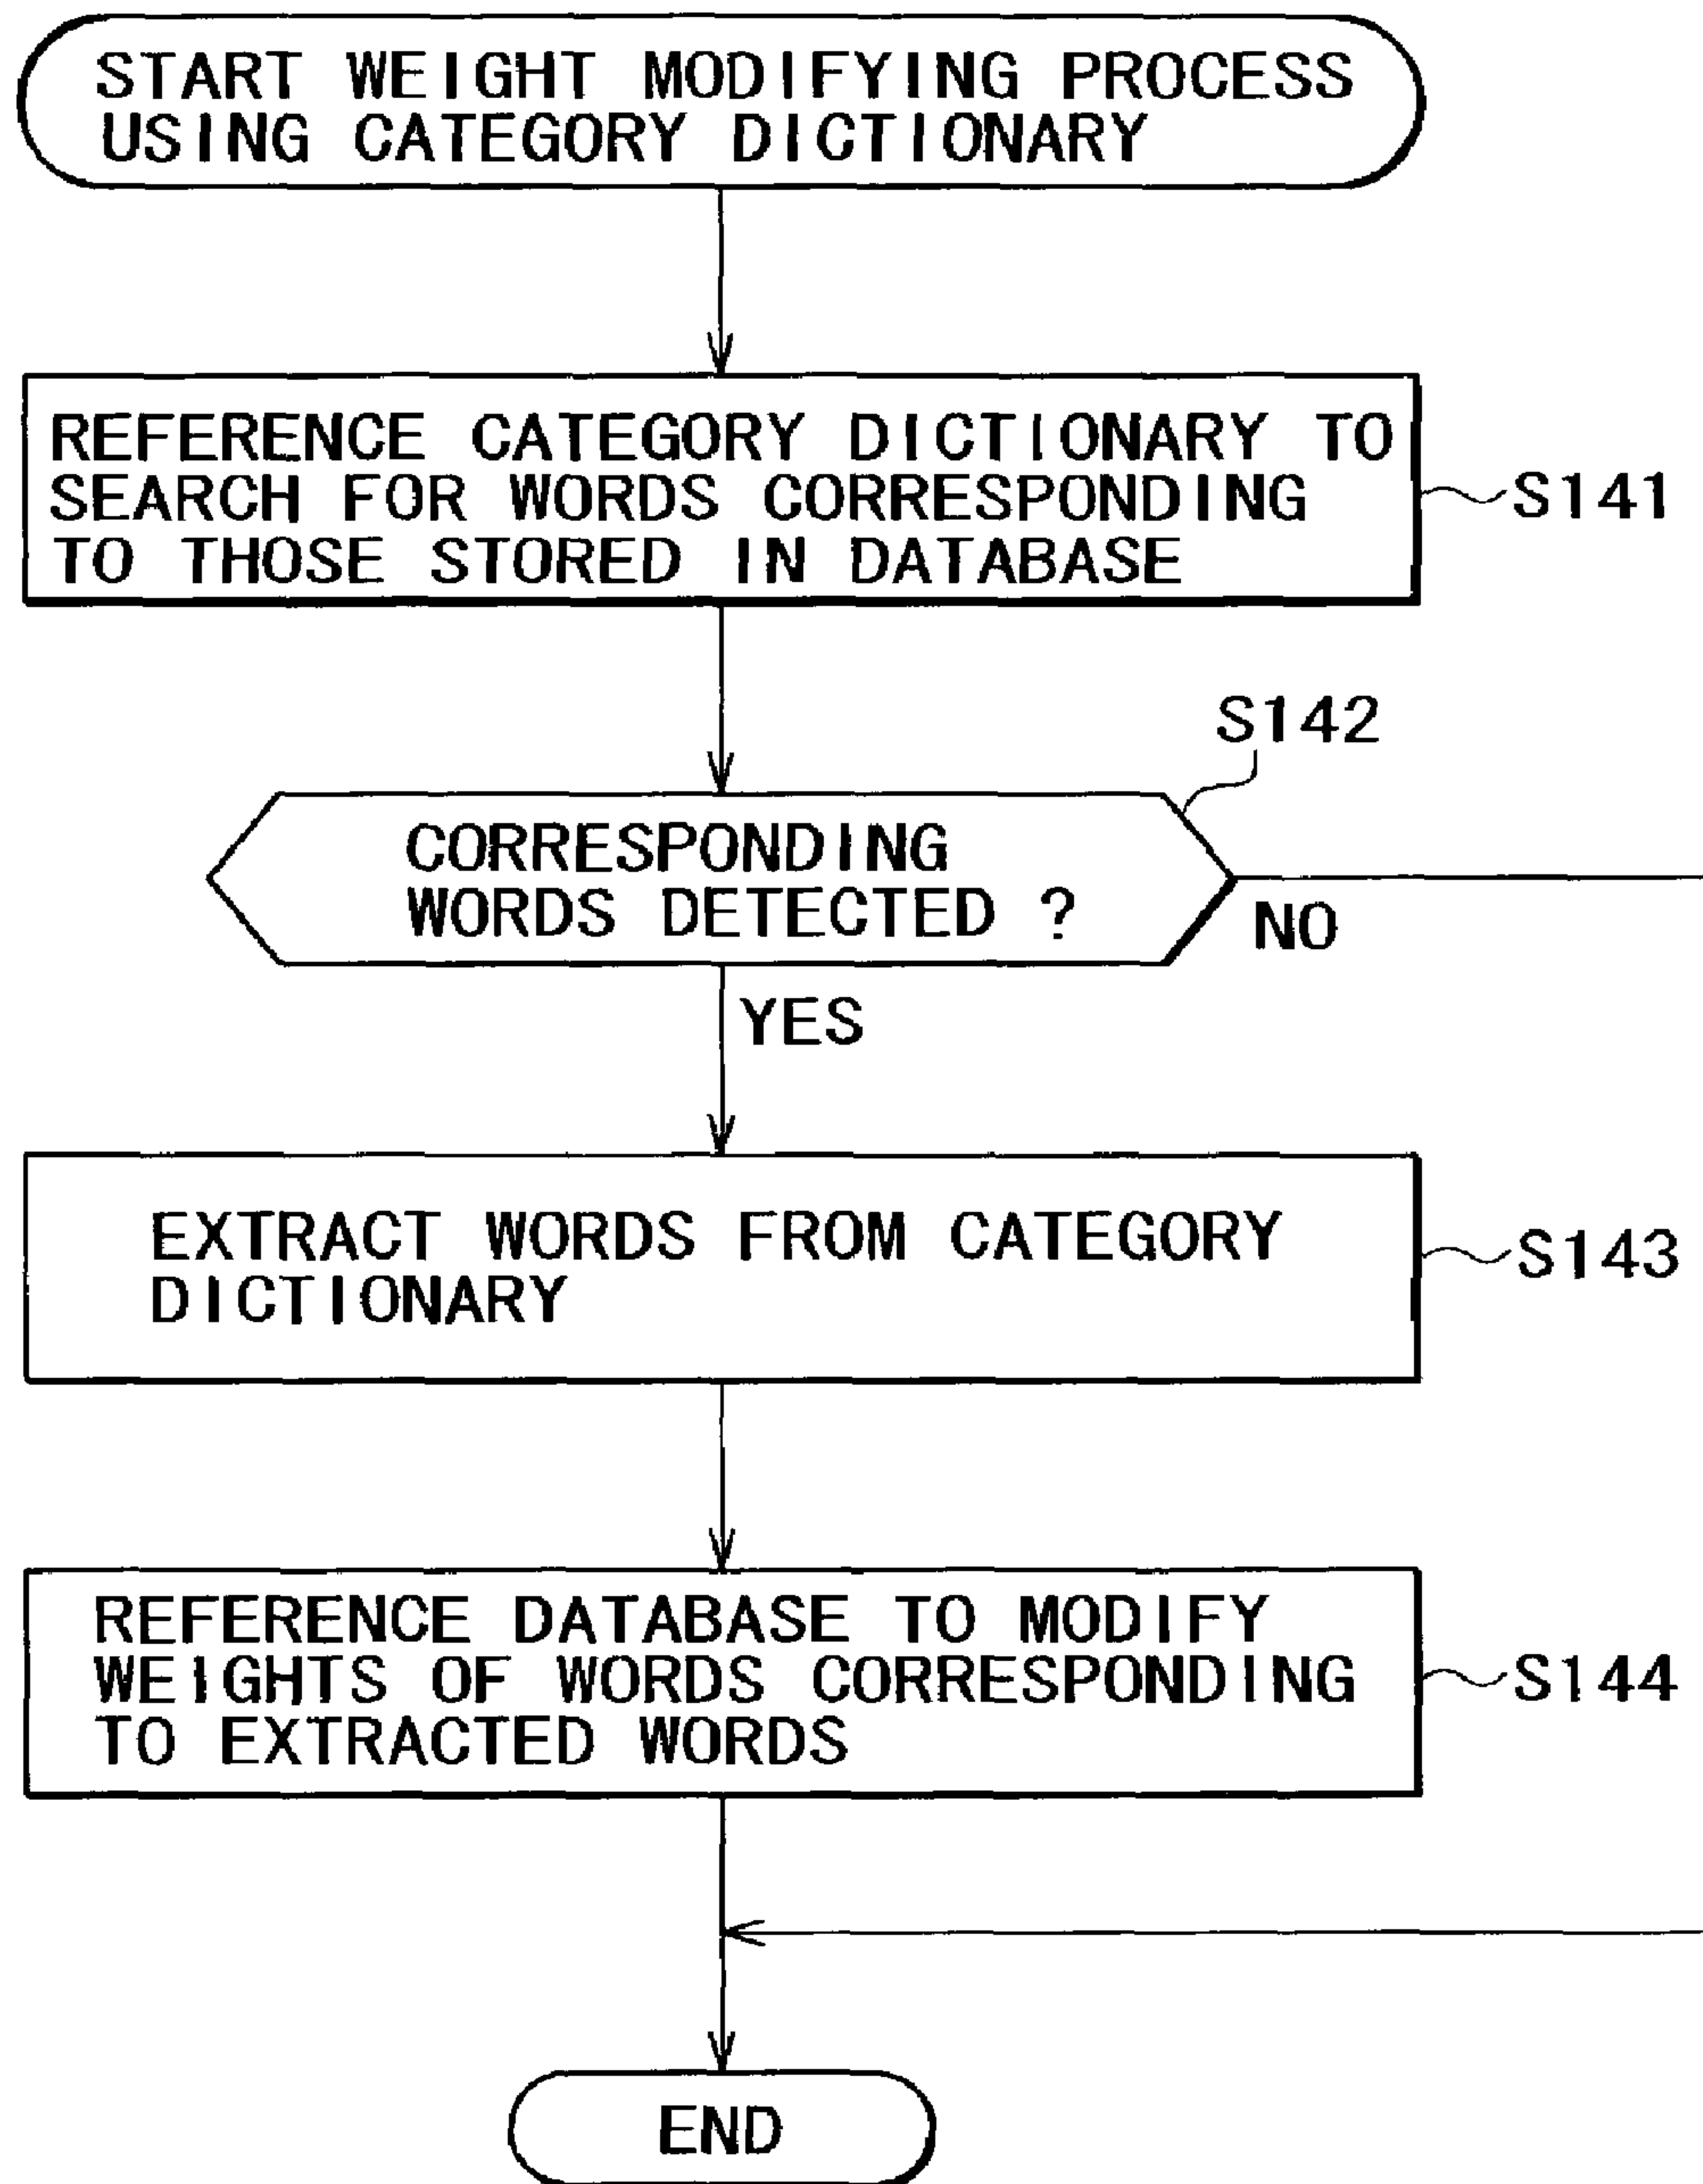 START WEIGHT MODIFYING PROCESS
USING CATEGORY DICTIONARY
REFERENCE CATEGORY DICTIONARY TO
SEARCH FOR WORDS CORRESPONDING
TO THOSE STORED IN DATABASE
S141
S142
CORRESPONDING
WORDS DETECTED ?
NO
YES
EXTRACT WORDS FROM CATEGORY
DICTIONARY
S143
REFERENCE DATABASE TO MODIFY
WEIGHTS OF WORDS CORRESPONDING
TO EXTRACTED WORDS
S144
END